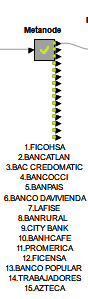 Metanode
1.FICOHSA
2.BANCATLAN
3.BAC CREDOMATIC
4.BANCOCCI
5.BANPAIS
6.BANCO DAVIVIENDA
7.LAFISE
8.BANRURAL
9.CITY BANK
10.BANHCAFE
11.PROMERICA
12.FICENSA
13.BANCO POPULAR
14.TRABAJADORES
15.AZTECA